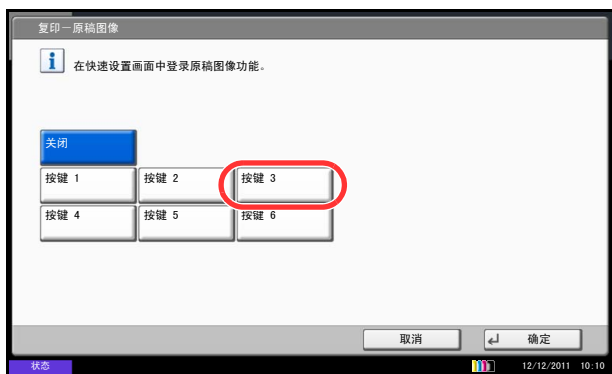 复印－原稿图像
在快速设置画面中登录原稿图像功能。
关闭
按键 1 按键 2 按键 3
按键 4 按键 5 按键 6
取消 确定
状态 12/12/2011 10:10